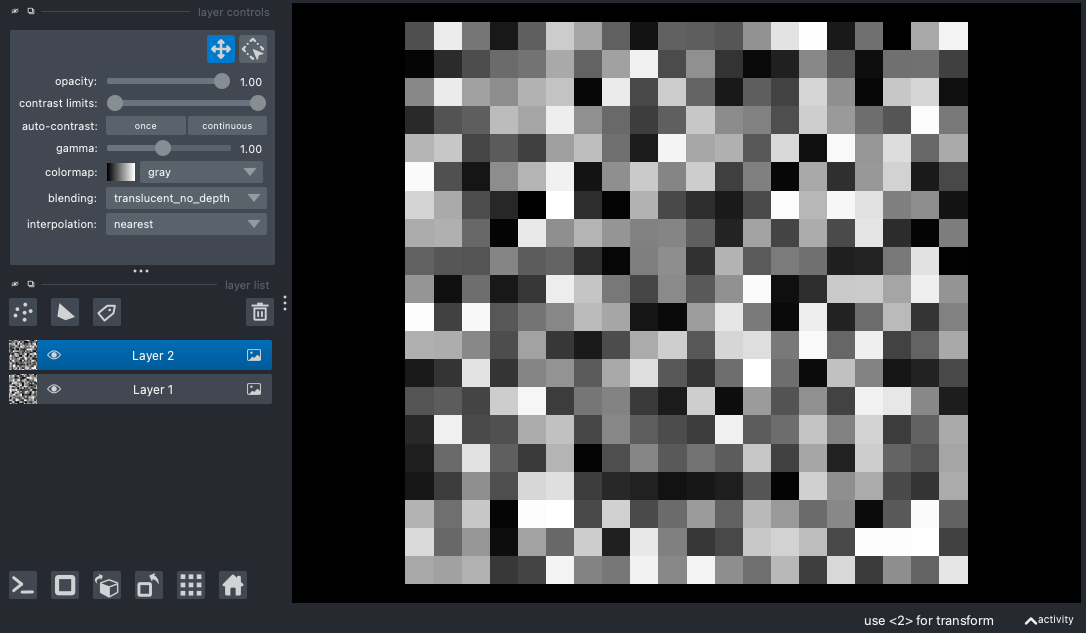 layer controls
opacity: 1.00
contrast limits:
auto-contrast: once continuous
gamma: 1.00
colormap: gray
blending: translucent_no_depth
interpolation: nearest
layer list
Layer 2
Layer 1
use <2> for transform activity